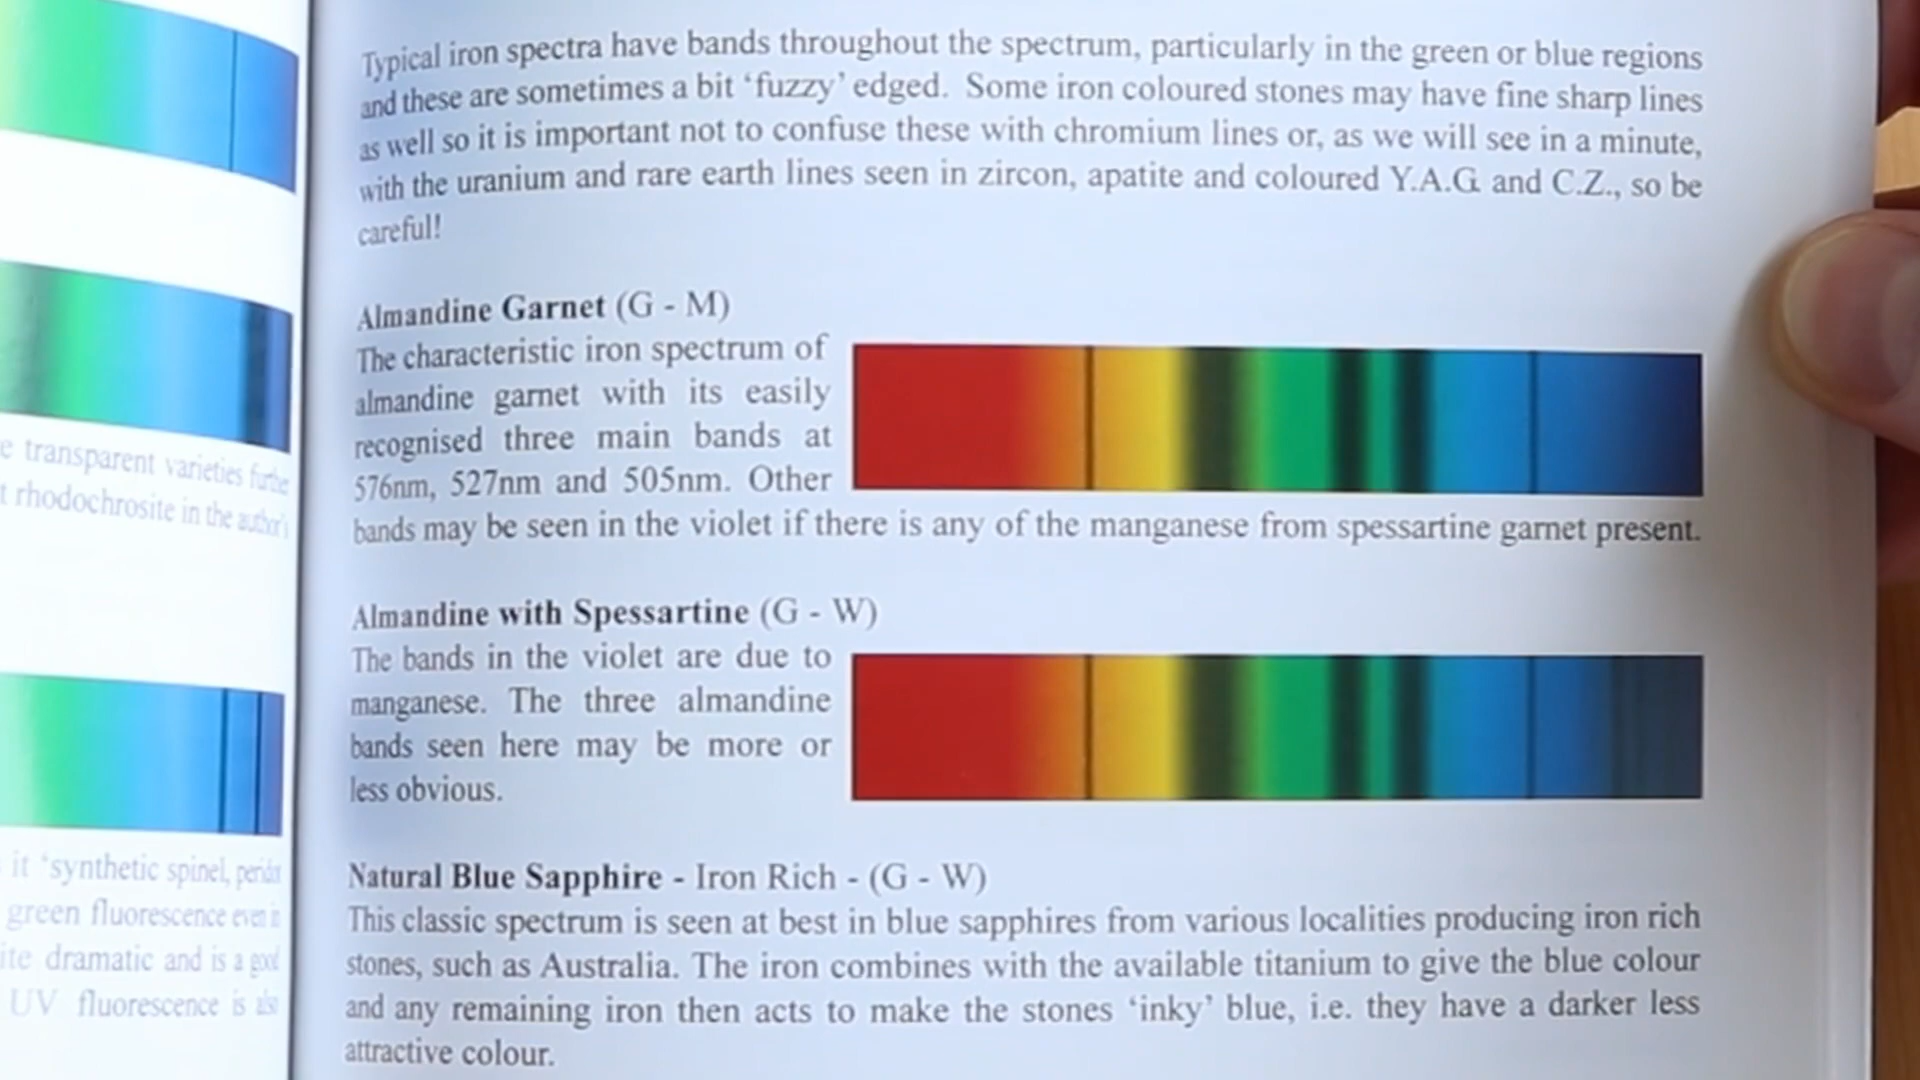 e transparent varieties furthe
t rhodochrosite in the author's
it ‘synthetic spinel, peridot
green fluorescence even in
ite dramatic and is a good
UV fluorescence is also
Typical iron spectra have bands throughout the spectrum, particularly in the green or blue regions
and these are sometimes a bit ‘fuzzy’ edged. Some iron coloured stones may have fine sharp lines
as well so it is important not to confuse these with chromium lines or, as we will see in a minute,
with the uranium and rare earth lines seen in zircon, apatite and coloured Y.A.G. and C.Z., so be
careful!
Almandine Garnet (G - M)
The characteristic iron spectrum of
almandine garnet with its easily
recognised three main bands at
576nm, 527nm and 505nm. Other
bands may be seen in the violet if there is any of the manganese from spessartine garnet present.
Almandine with Spessartine (G - W)
The bands in the violet are due to
manganese. The three almandine
bands seen here may be more or
less obvious.
Natural Blue Sapphire - Iron Rich - (G - W)
This classic spectrum is seen at best in blue sapphires from various localities producing iron rich
stones, such as Australia. The iron combines with the available titanium to give the blue colour
and any remaining iron then acts to make the stones ‘inky’ blue, i.e. they have a darker less
attractive colour.